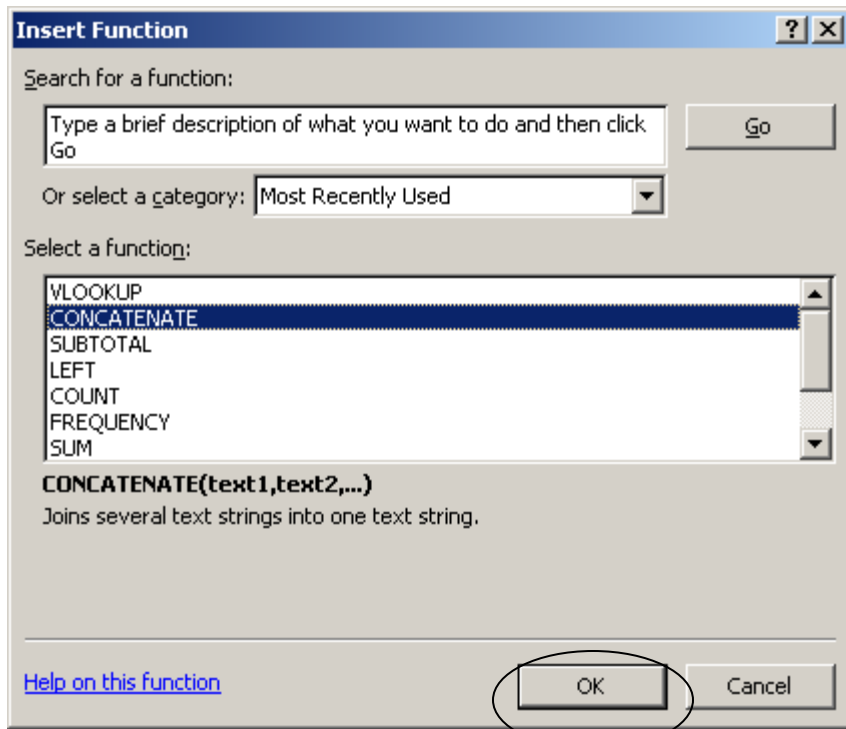 Insert Function
Search for a function:
Type a brief description of what you want to do and then click
Go
Go
Or select a category: Most Recently Used
Select a function:
VLOOKUP
CONCATENATE
SUBTOTAL
LEFT
COUNT
FREQUENCY
SUM
CONCATENATE(text1,text2,...)
Joins several text strings into one text string.
Help on this function
OK
Cancel